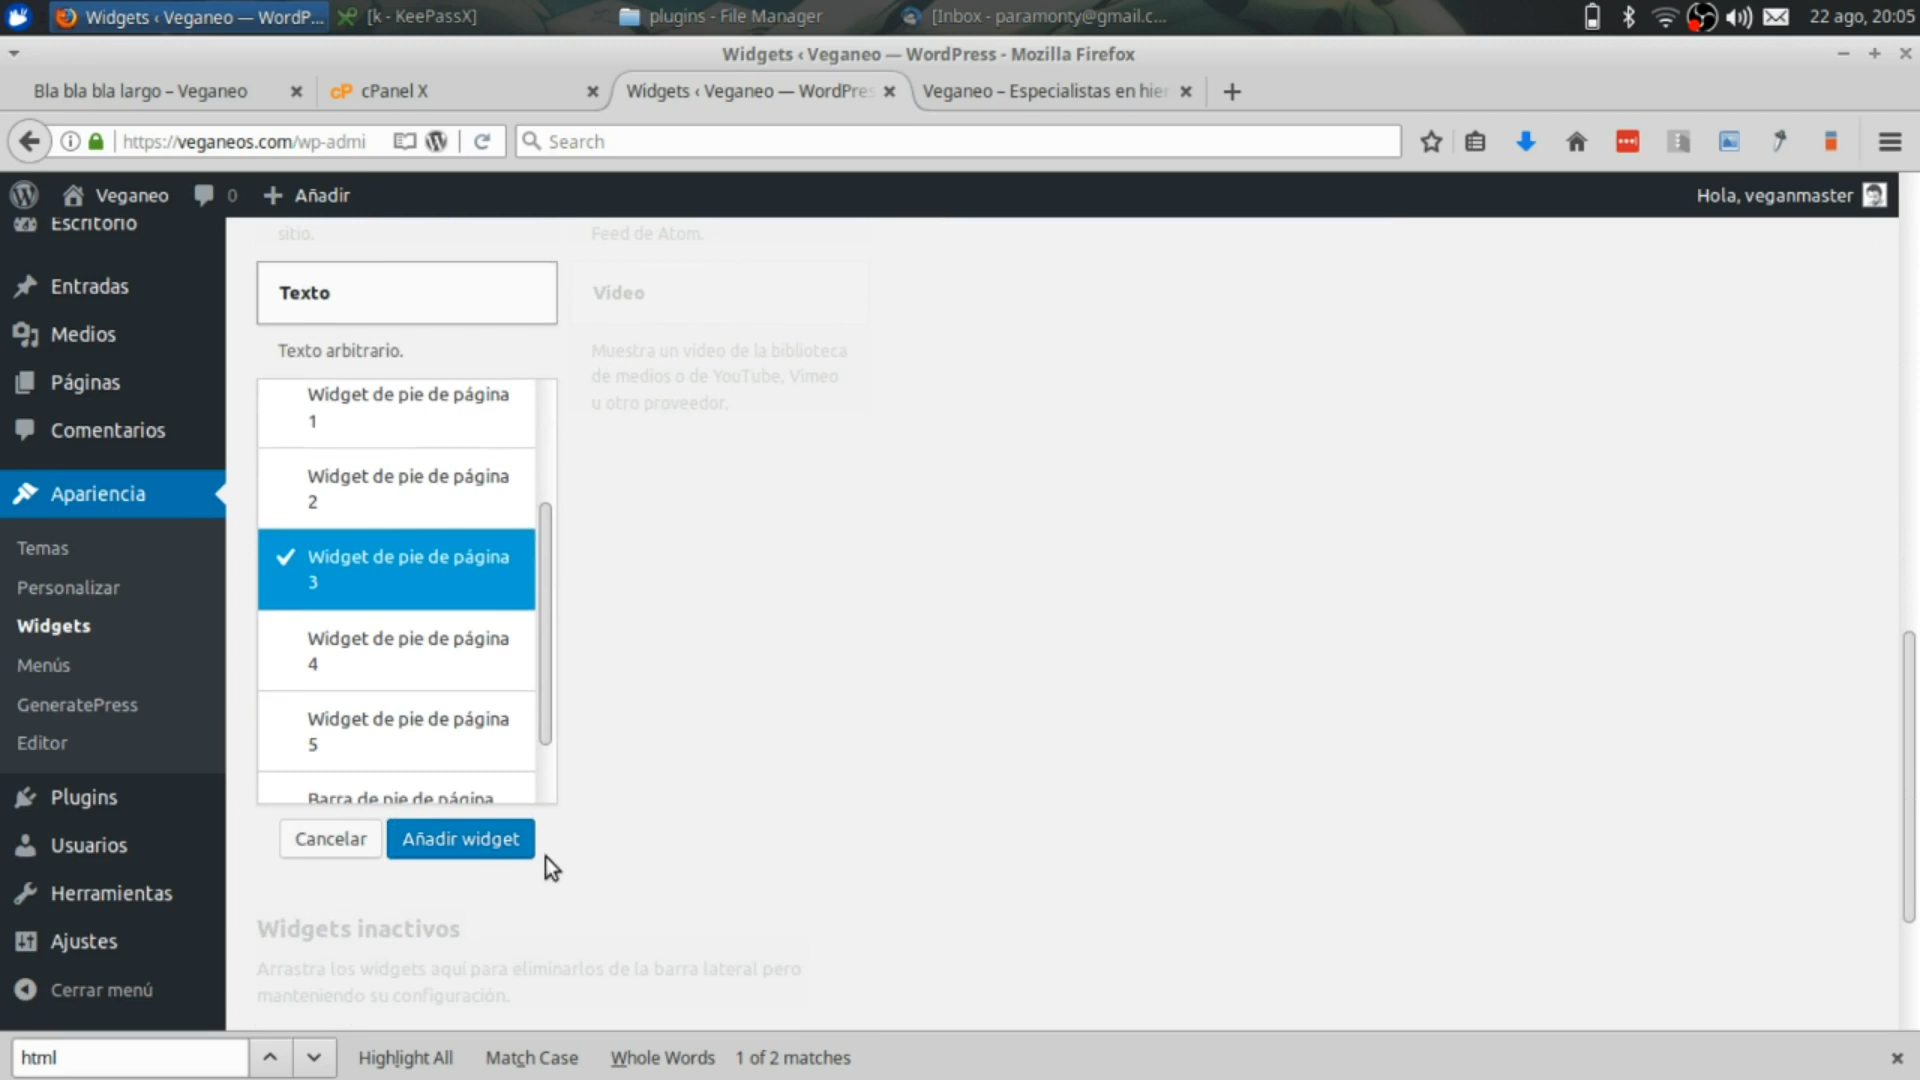 Widgets ‹ Veganeo — WordP...
[k - KeePassX]
plugins - File Manager
[Inbox - paramonty@gmail.c...
22 ago, 20:05
Widgets ‹ Veganeo — WordPress - Mozilla Firefox
Bla bla bla largo – Veganeo
cP cPanel X
Widgets ‹ Veganeo — WordPres
Veganeo – Especialistas en hier
https://veganeos.com/wp-admi
Search
Veganeo
0
Añadir
Hola, veganmaster
Escritorio
Entradas
Medios
Páginas
Comentarios
Apariencia
Temas
Personalizar
Widgets
Menús
GeneratePress
Editor
Plugins
Usuarios
Herramientas
Ajustes
Cerrar menú
sitio.
Feed de Atom.
Texto
Vídeo
Texto arbitrario.
Muestra un vídeo de la biblioteca
de medios o de YouTube, Vimeo
u otro proveedor.
Widget de pie de página
1
Widget de pie de página
2
Widget de pie de página
3
Widget de pie de página
4
Widget de pie de página
5
Barra de pie de página
Cancelar
Añadir widget
Widgets inactivos
Arrastra los widgets aquí para eliminarlos de la barra lateral pero
manteniendo su configuración.
html
Highlight All
Match Case
Whole Words
1 of 2 matches